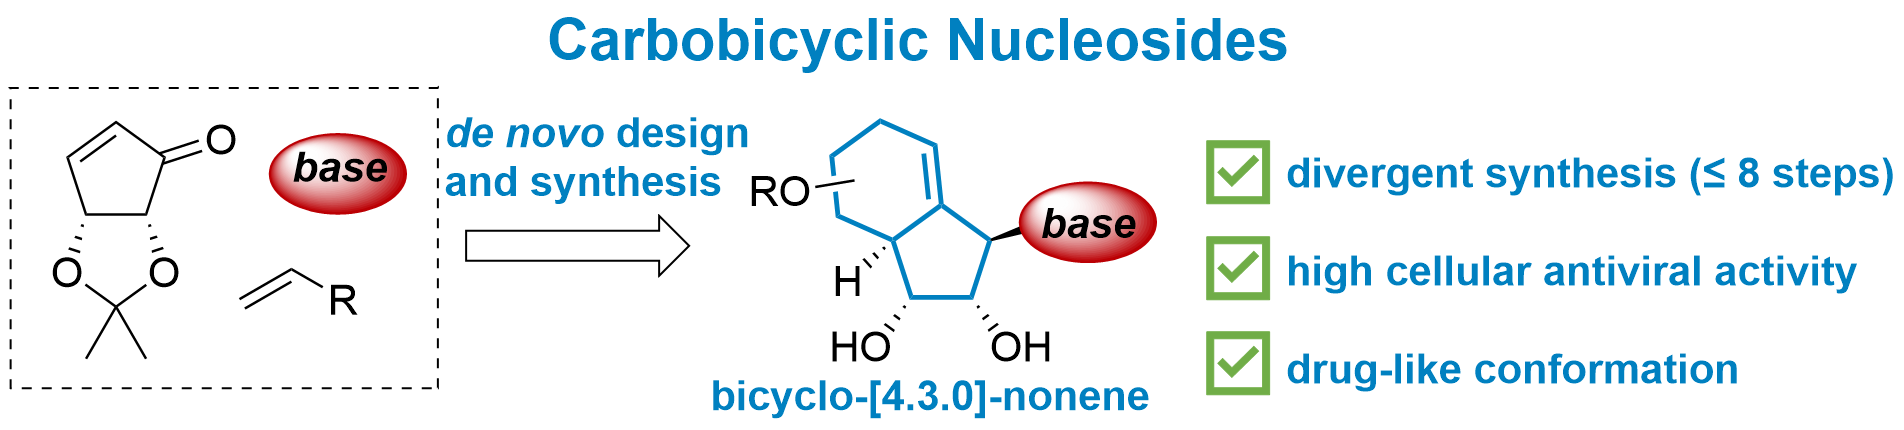 Carbobicyclic Nucleosides
de novo design
and synthesis
O
base
O
O
R
RO
base
H
HO
OH
bicyclo-[4.3.0]-nonene
divergent synthesis (≤ 8 steps)
high cellular antiviral activity
drug-like conformation